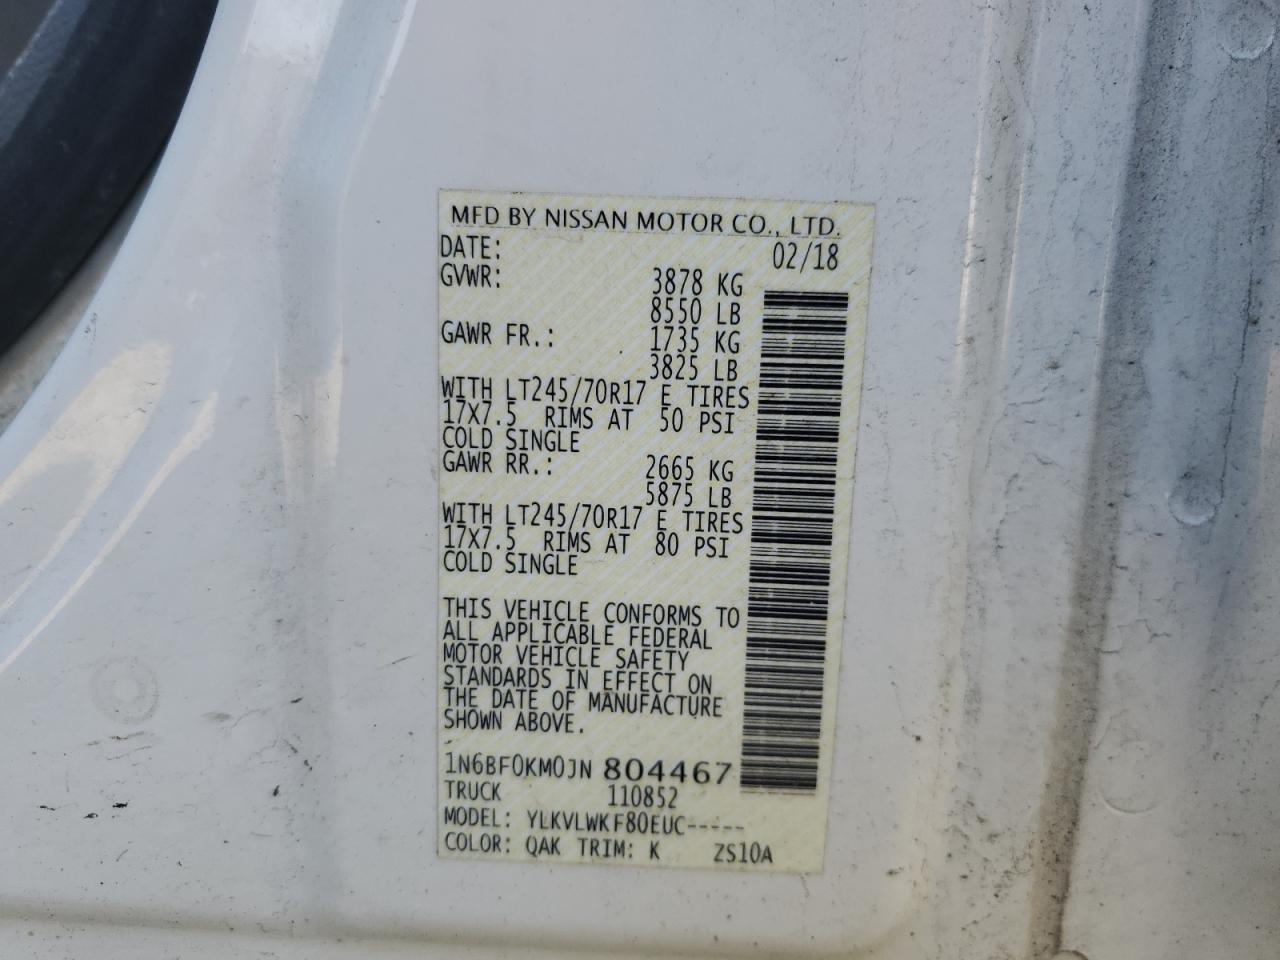 MFD BY NISSAN MOTOR CO., LTD.
DATE: 02/18
GVWR: 3878 KG
8550 LB
GAWR FR.: 1735 KG
3825 LB
WITH LT245/70R17 E TIRES
17X7.5 RIMS AT 50 PSI
COLD SINGLE
GAWR RR.: 2665 KG
5875 LB
WITH LT245/70R17 E TIRES
17X7.5 RIMS AT 80 PSI
COLD SINGLE
THIS VEHICLE CONFORMS TO
ALL APPLICABLE FEDERAL
MOTOR VEHICLE SAFETY
STANDARDS IN EFFECT ON
THE DATE OF MANUFACTURE
SHOWN ABOVE.
1N6BF0KM0JN 804467
TRUCK 110852
MODEL: YLKVLWKF80EUC-----
COLOR: QAK TRIM: K ZS10A